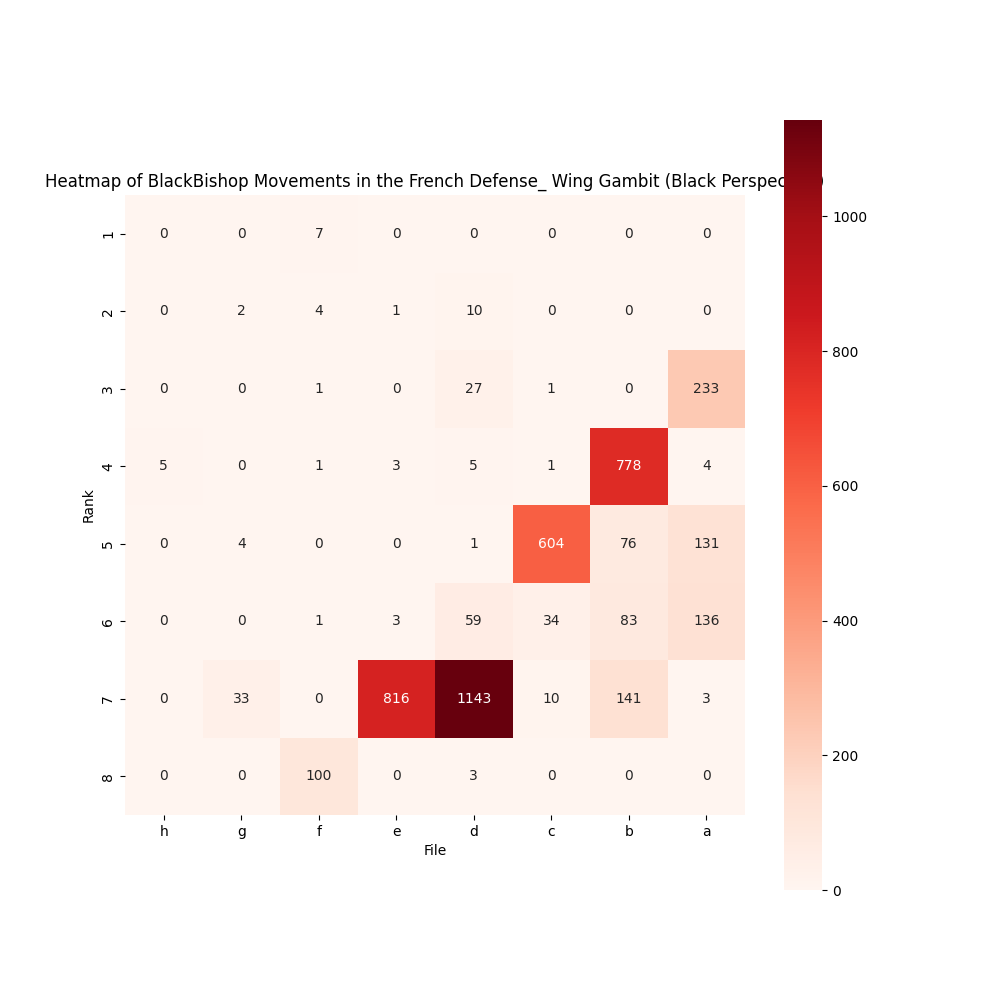 Heatmap of BlackBishop Movements in the French Defense_ Wing Gambit (Black
1000
800
600
400
200
0
Rank
1 0 0 7 0 0 0 0 0
2 0 2 4 1 10 0 0 0
3 0 0 1 0 27 1 0 233
4 5 0 1 3 5 1 778 4
5 0 4 0 0 1 604 76 131
6 0 0 1 3 59 34 83 136
7 0 33 0 816 1143 10 141 3
8 0 0 100 0 3 0 0 0
h g f e d c b a
File